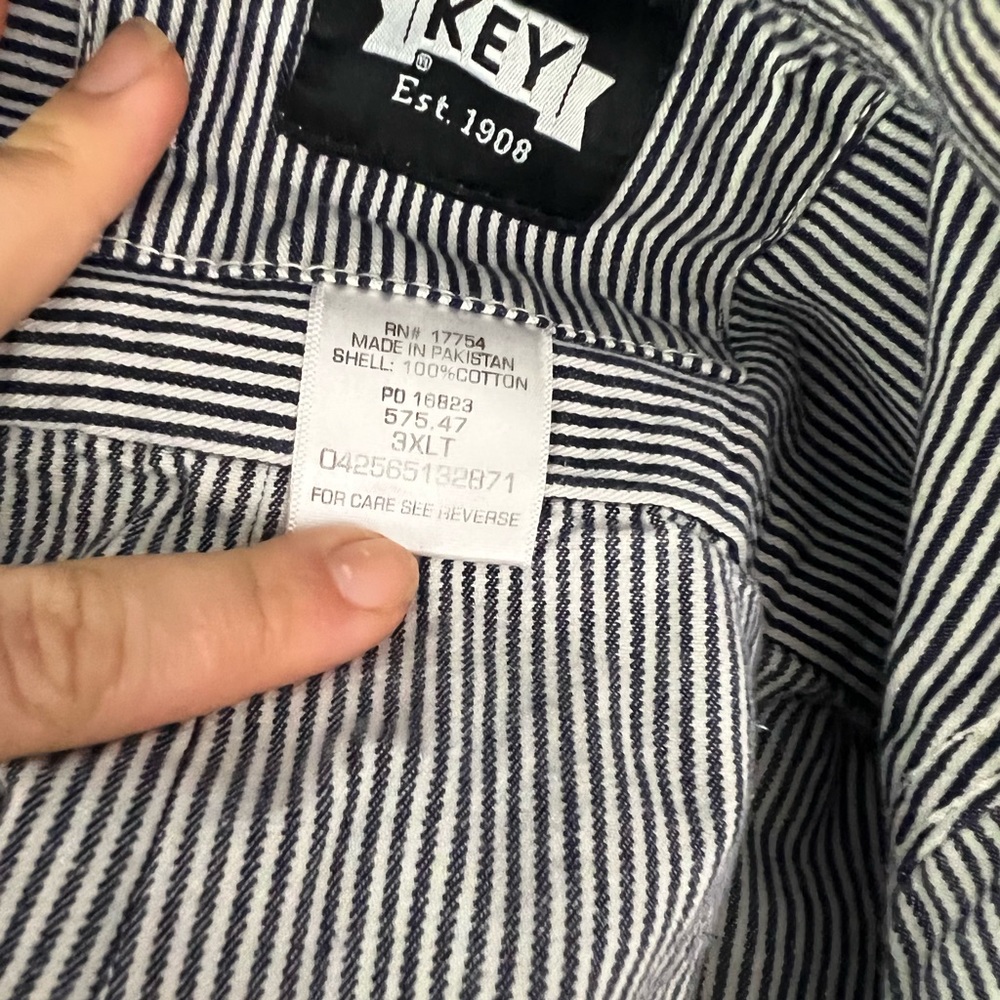 KEY
®
Est. 1908
RN# 17754
MADE IN PAKISTAN
SHELL: 100%COTTON
PO 16823
575.47
3XLT
042565132871
FOR CARE SEE REVERSE